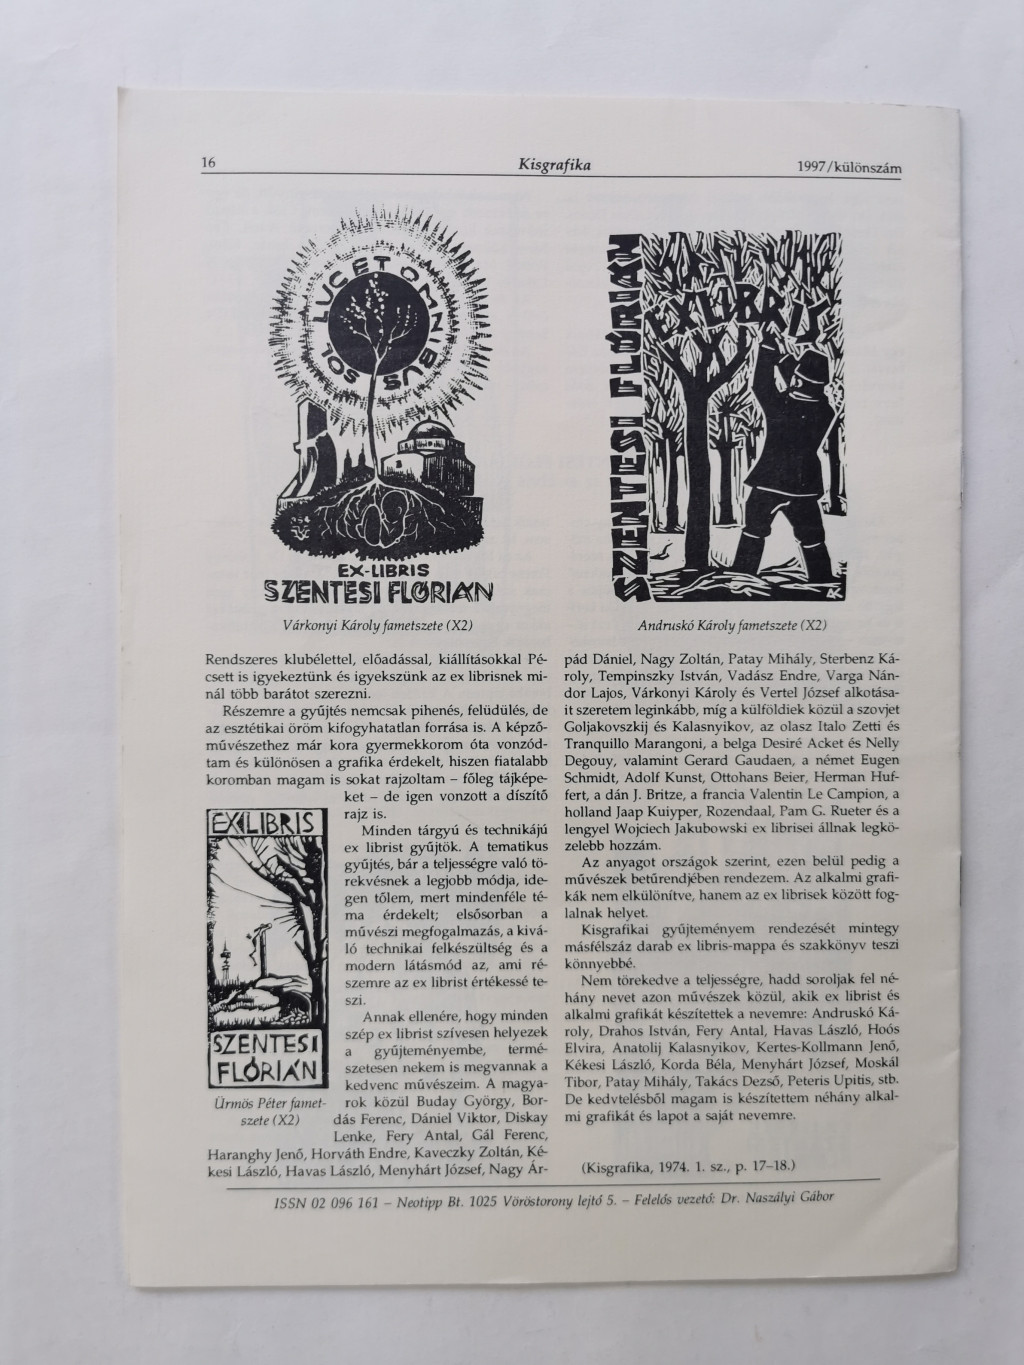 16
Kisgrafika
1997/különszám
SOL LUCET OMNIBUS
EX-LIBRIS
SZENTESI FLÓRIÁN
Várkonyi Károly fametszete (X2)
EX LIBRIS
SZENTESI FLÓRIÁN
AK
Andruskó Károly fametszete (X2)
Rendszeres klubélettel, előadással, kiállításokkal Pé-
csett is igyekeztünk és igyekszünk az ex librisnek mi-
nál több barátot szerezni.
Részemre a gyűjtés nemcsak pihenés, felüdülés, de
az esztétikai öröm kifogyhatatlan forrása is. A képző-
művészethez már kora gyermekkorom óta vonzód-
tam és különösen a grafika érdekelt, hiszen fiatalabb
koromban magam is sokat rajzoltam – főleg tájképe-
ket – de igen vonzott a díszítő
rajz is.
Minden tárgyú és technikájú
ex librist gyűjtök. A tematikus
gyűjtés, bár a teljességre való tö-
rekvésnek a legjobb módja, ide-
gen tőlem, mert mindenféle té-
ma érdekelt; elsősorban a
művészi megfogalmazás, a kivá-
ló technikai felkészültség és a
modern látásmód az, ami ré-
szemre az ex librist értékessé te-
szi.
Annak ellenére, hogy minden
szép ex librist szívesen helyezek
a gyűjteményembe, termé-
szetesen nekem is megvannak a
kedvenc művészeim. A magya-
rok közül Buday György, Bor-
dás Ferenc, Dániel Viktor, Diskay
Lenke, Fery Antal, Gál Ferenc,
Haranghy Jenő, Horváth Endre, Kaveczky Zoltán, Ké-
kesi László, Havas László, Menyhárt József, Nagy Ár-
EX LIBRIS
SZENTESI
FLÓRIÁN
Ürmös Péter famet-
szete (X2)
pád Dániel, Nagy Zoltán, Patay Mihály, Sterbenz Ká-
roly, Tempinszky István, Vadász Endre, Varga Nán-
dor Lajos, Várkonyi Károly és Vertel József alkotása-
it szeretem leginkább, míg a külföldiek közül a szovjet
Goljakovszkij és Kalasnyikov, az olasz Italo Zetti és
Tranquillo Marangoni, a belga Desiré Acket és Nelly
Degouy, valamint Gerard Gaudaen, a német Eugen
Schmidt, Adolf Kunst, Ottohans Beier, Herman Huf-
fert, a dán J. Britze, a francia Valentin Le Campion, a
holland Jaap Kuiyper, Rozendaal, Pam G. Rueter és a
lengyel Wojciech Jakubowski ex librisei állnak legkö-
zelebb hozzám.
Az anyagot országok szerint, ezen belül pedig a
művészek betűrendjében rendezem. Az alkalmi grafi-
kák nem elkülönítve, hanem az ex librisek között fog-
lalnak helyet.
Kisgrafikai gyűjteményem rendezését mintegy
másfélszáz darab ex libris-mappa és szakkönyv teszi
könnyebbé.
Nem törekedve a teljességre, hadd soroljak fel né-
hány nevet azon művészek közül, akik ex librist és
alkalmi grafikát készítettek a nevemre: Andruskó Ká-
roly, Drahos István, Fery Antal, Havas László, Hoós
Elvira, Anatolij Kalasnyikov, Kertes-Kollmann Jenő,
Kékesi László, Korda Béla, Menyhárt József, Moskál
Tibor, Patay Mihály, Takács Dezső, Peteris Upitis, stb.
De kedvtelésből magam is készítettem néhány alkal-
mi grafikát és lapot a saját nevemre.
(Kisgrafika, 1974. 1. sz., p. 17–18.)
ISSN 02 096 161 – Neotipp Bt. 1025 Vöröstorony lejtő 5. – Felelős vezető: Dr. Naszályi Gábor